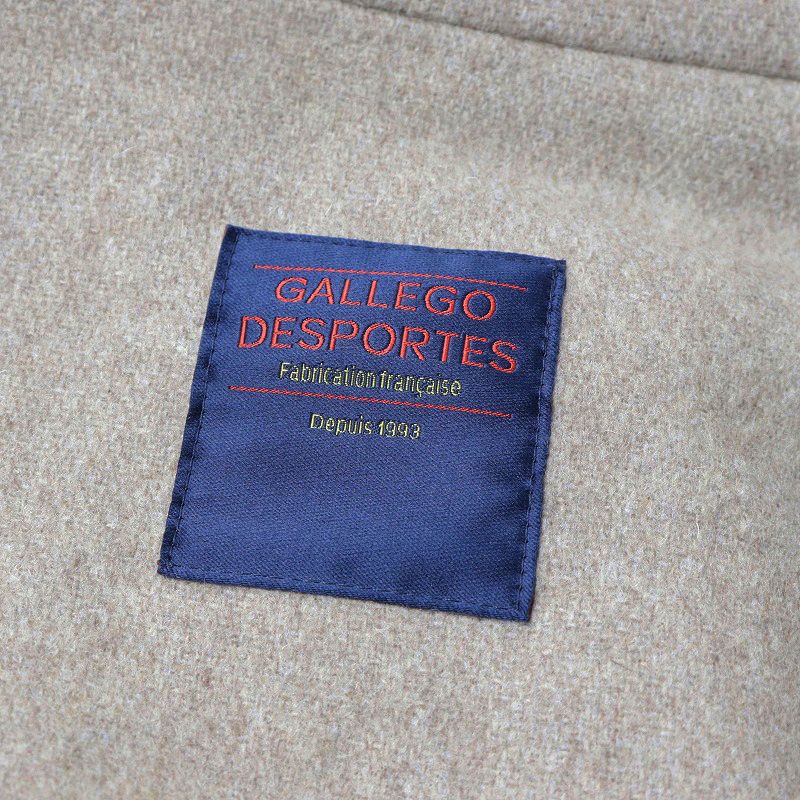 GALLEGO
DESPORTES
Fabrication française
Depuis 1993